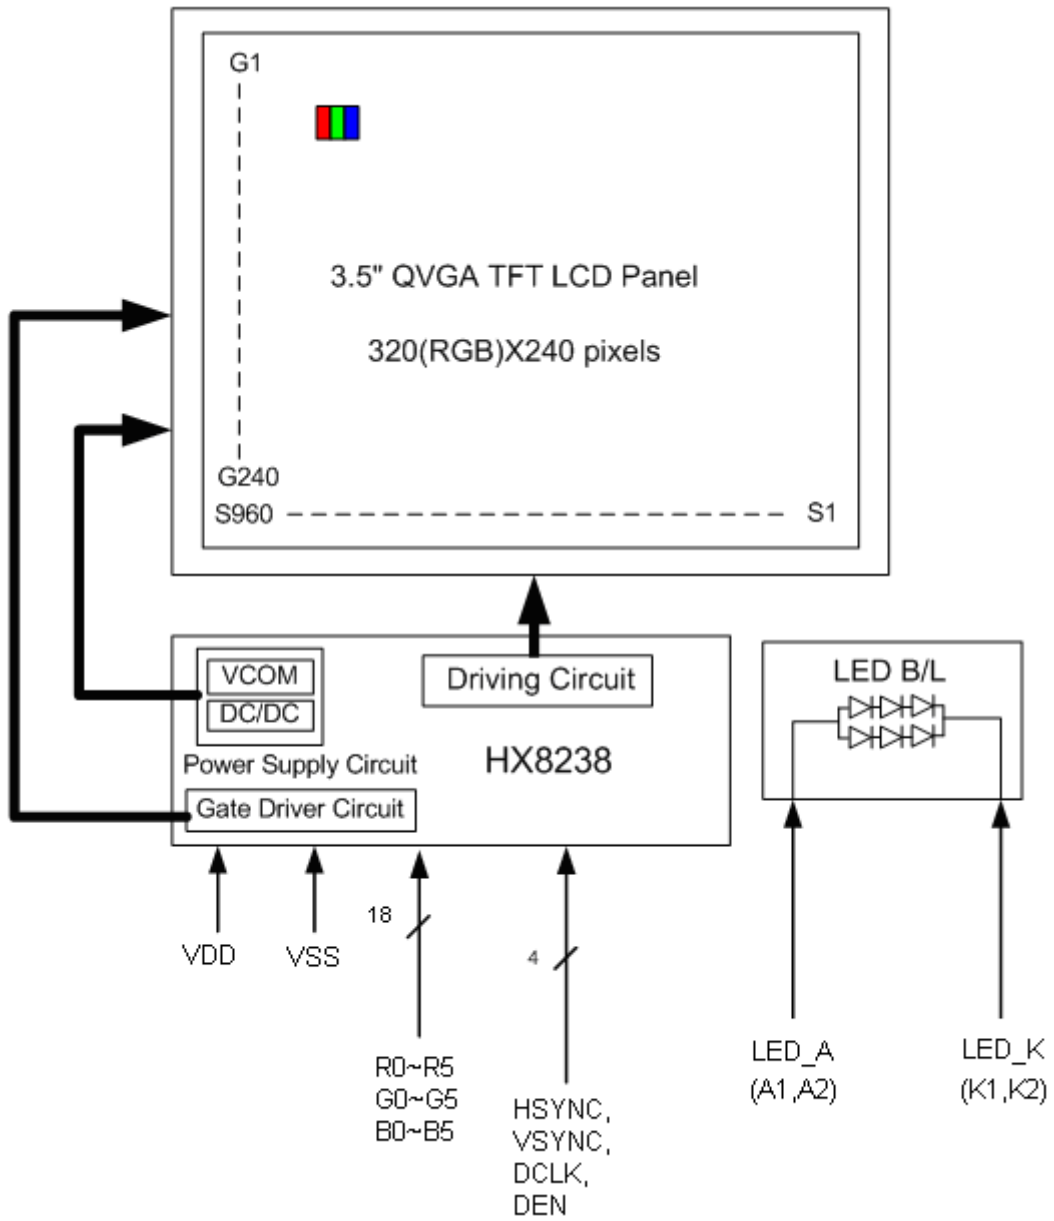 G1
3.5" QVGA TFT LCD Panel
320(RGB)X240 pixels
G240
S960
S1
VCOM
DC/DC
Power Supply Circuit
Gate Driver Circuit
Driving Circuit
HX8238
LED B/L
VDD
VSS
18
4
R0~R5
G0~G5
B0~B5
HSYNC,
VSYNC,
DCLK,
DEN
LED_A
(A1,A2)
LED_K
(K1,K2)